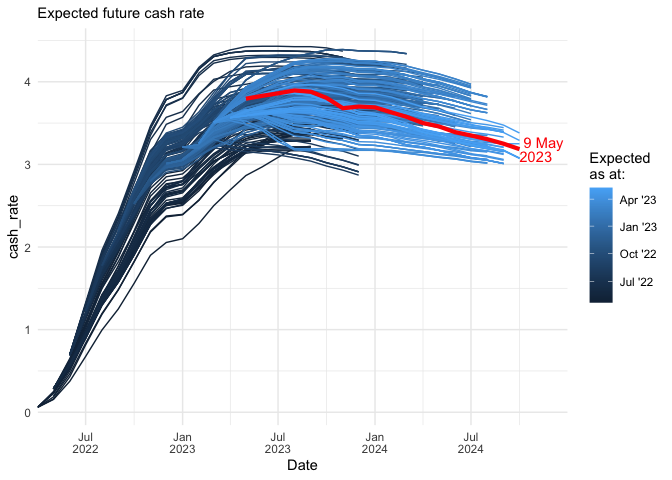 Expected future cash rate
cash_rate
4
3
2
1
0
9 May
2023
Expected
as at:
Apr '23
Jan '23
Oct '22
Jul '22
Jul
2022
Jan
2023
Jul
2023
Jan
2024
Jul
2024
Date